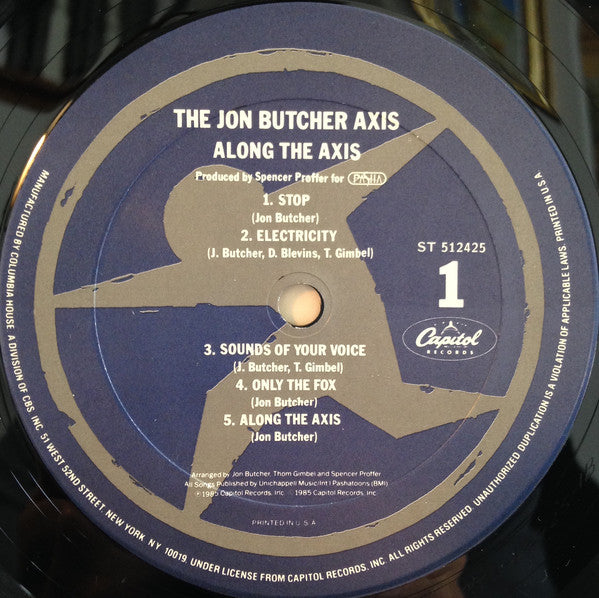 THE JON BUTCHER AXIS
ALONG THE AXIS
Produced by Spencer Proffer for PASHA
1. STOP
(Jon Butcher)
2. ELECTRICITY
(J. Butcher, D. Blevins, T. Gimbel)
ST 512425
1
Capitol
RECORDS
3. SOUNDS OF YOUR VOICE
(J. Butcher, T. Gimbel)
4. ONLY THE FOX
(Jon Butcher)
5. ALONG THE AXIS
(Jon Butcher)
Arranged by Jon Butcher, Thom Gimbel and Spencer Proffer
All Songs Published by Unichappell Music/Int'l Pashatoons (BMI)
℗ 1985 Capitol Records, Inc. © 1985 Capitol Records, Inc.
PRINTED IN U.S.A.
MANUFACTURED BY COLUMBIA HOUSE. A DIVISION OF CBS. INC. 51 WEST 52ND STREET, NEW YORK, N.Y. 10019. UNDER LICENSE FROM CAPITOL RECORDS, INC. ALL RIGHTS RESERVED. UNAUTHORIZED DUPLICATION IS A VIOLATION OF APPLICABLE LAWS. PRINTED IN U.S.A.